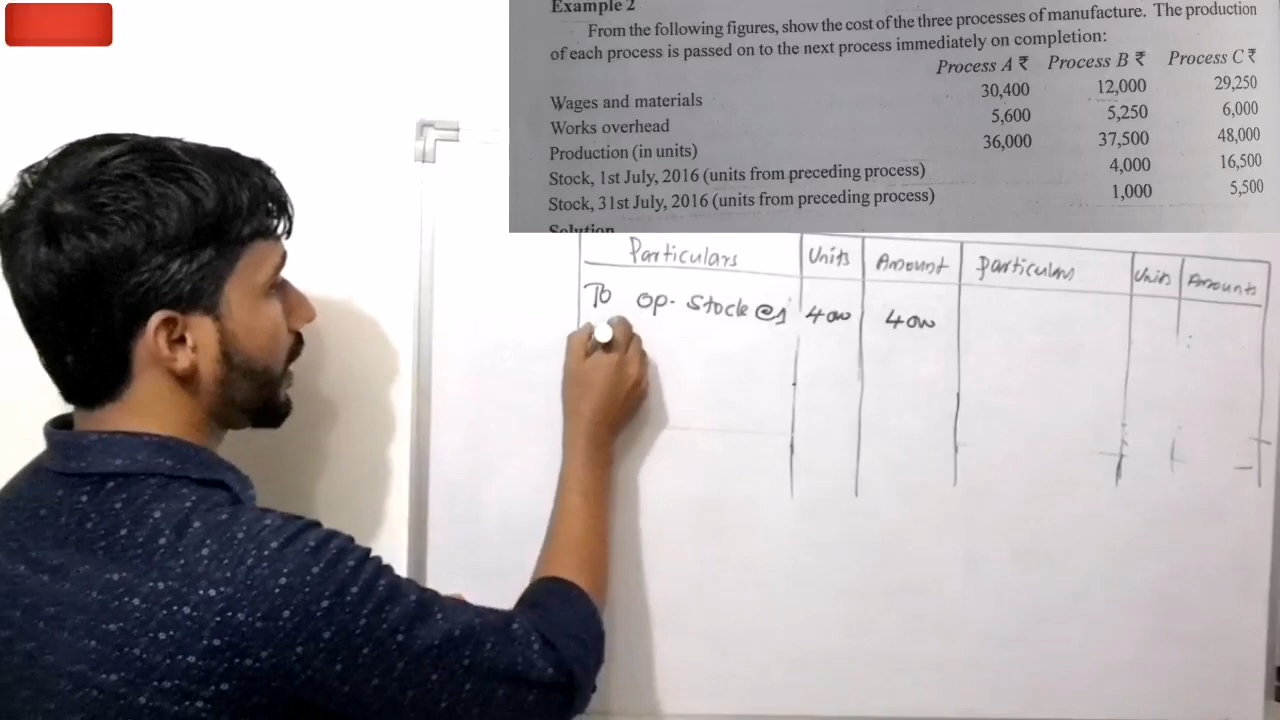 Example 2
From the following figures, show the cost of the three processes of manufacture. The production
of each process is passed on to the next process immediately on completion:
Process A ₹ Process B ₹ Process C ₹
Wages and materials 30,400 12,000 29,250
Works overhead 5,600 5,250 6,000
Production (in units) 36,000 37,500 48,000
Stock, 1st July, 2016 (units from preceding process) 4,000 16,500
Stock, 31st July, 2016 (units from preceding process) 1,000 5,500
Solution
Particulars Units Amount Particulars Units Amounts
To op. Stock @1